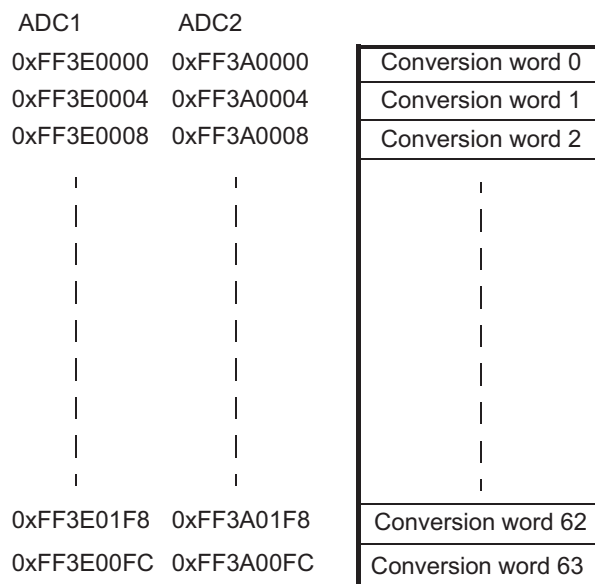 ADC1 ADC2
0xFF3E0000 0xFF3A0000 Conversion word 0
0xFF3E0004 0xFF3A0004 Conversion word 1
0xFF3E0008 0xFF3A0008 Conversion word 2
0xFF3E01F8 0xFF3A01F8 Conversion word 62
0xFF3E00FC 0xFF3A00FC Conversion word 63